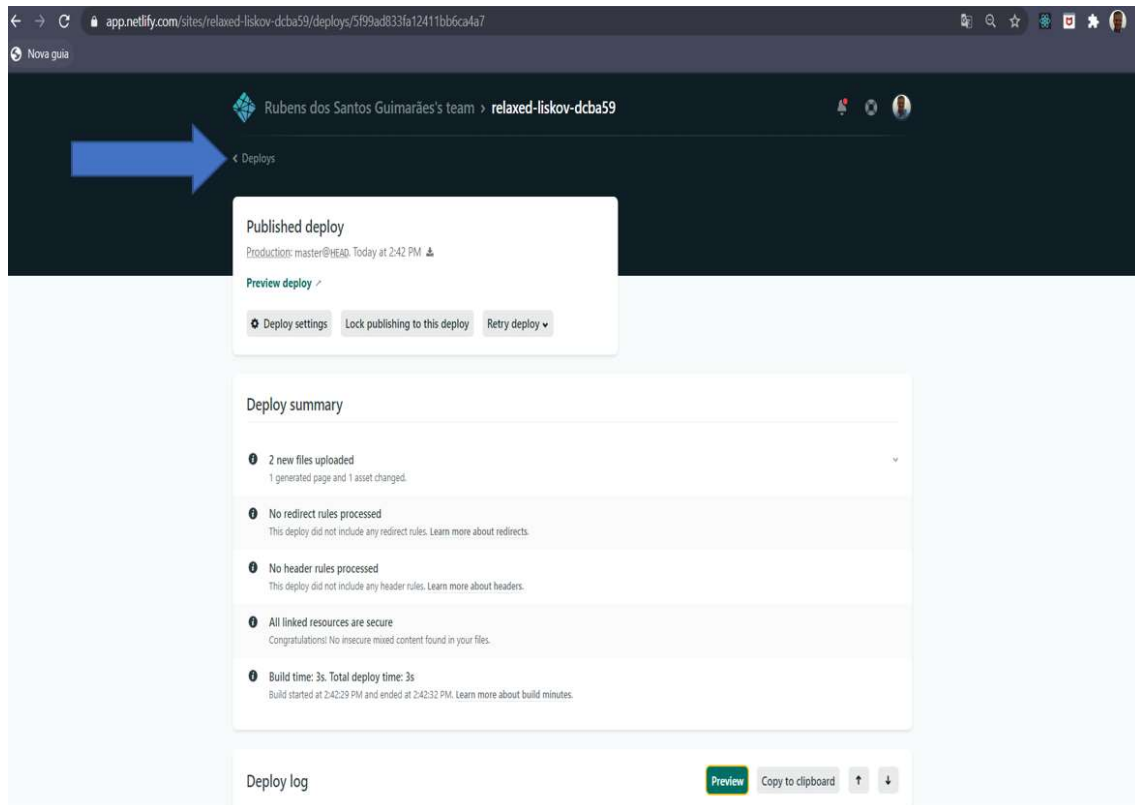 app.netlify.com/sites/relaxed-liskov-dcba59/deploys/5f99ad833fa12411bb6ca4a7
Nova guia
Rubens dos Santos Guimarães's team › relaxed-liskov-dcba59
‹ Deploys
Published deploy
Production: master@HEAD. Today at 2:42 PM
Preview deploy
Deploy settings Lock publishing to this deploy Retry deploy
Deploy summary
2 new files uploaded
1 generated page and 1 asset changed.
No redirect rules processed
This deploy did not include any redirect rules. Learn more about redirects.
No header rules processed
This deploy did not include any header rules. Learn more about headers.
All linked resources are secure
Congratulations! No insecure mixed content found in your files.
Build time: 3s. Total deploy time: 3s
Build started at 2:42:29 PM and ended at 2:42:32 PM. Learn more about build minutes.
Deploy log Preview Copy to clipboard